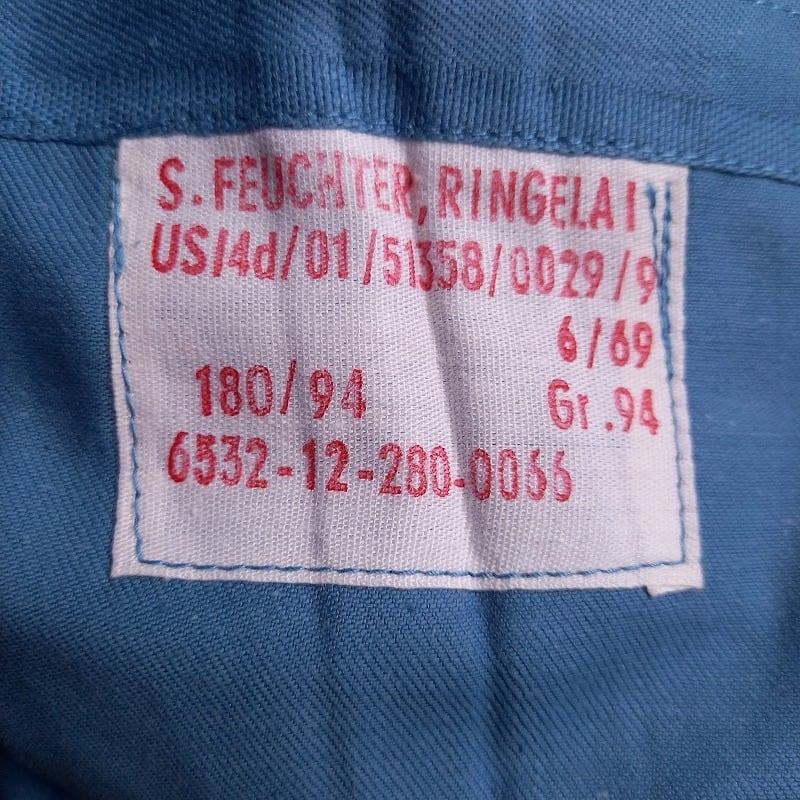 S. FEUCHTER, RINGELAI
US/4d/01/51358/0029/9
6/69
180/94 Gr. 94
6532-12-280-0066